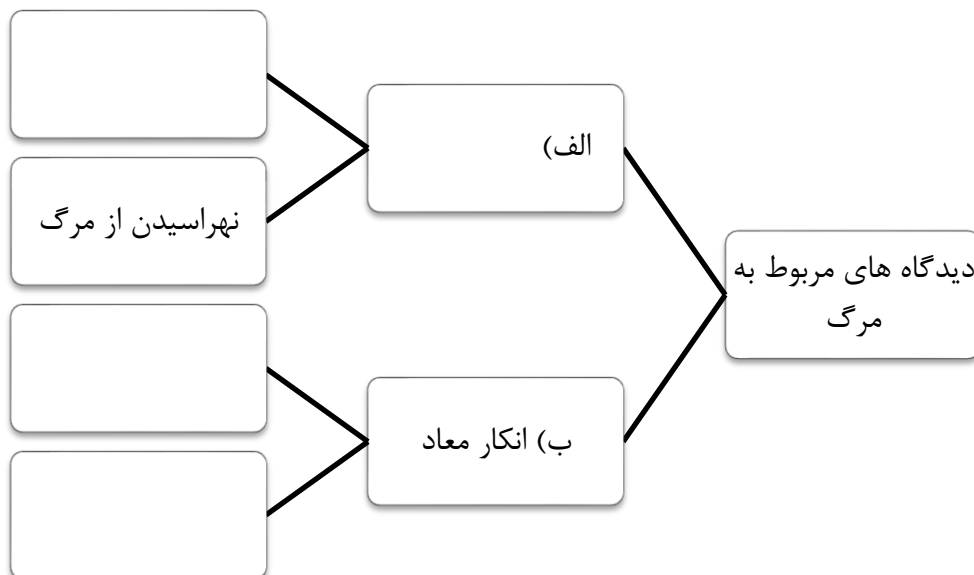 دیدگاه های مربوط به
مرگ
الف)
نهراسیدن از مرگ
ب) انکار معاد